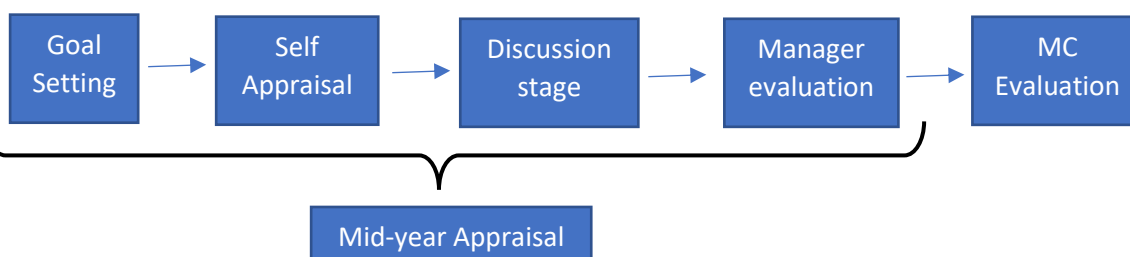 Goal
Setting
Self
Appraisal
Discussion
stage
Manager
evaluation
MC
Evaluation
Mid-year Appraisal